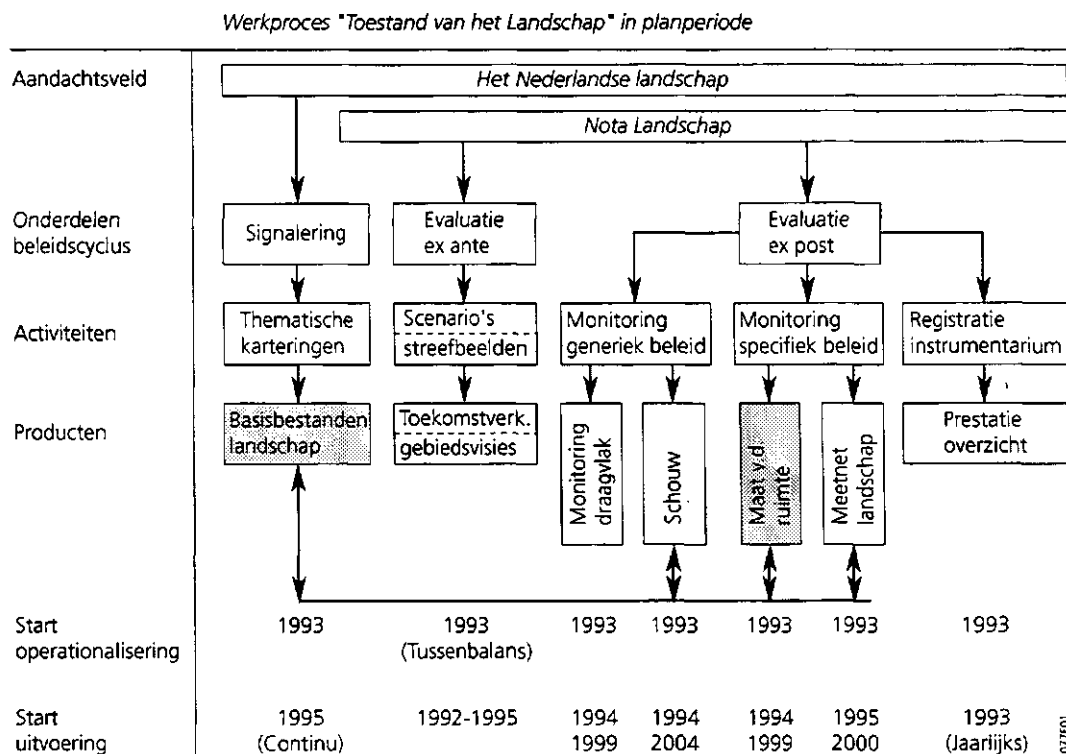 Werkproces "Toestand van het Landschap" in planperiode
Aandachtsveld
Het Nederlandse landschap
Nota Landschap
Onderdelen
beleidscyclus
Signalering
Evaluatie
ex ante
Evaluatie
ex post
Activiteiten
Thematische
karteringen
Scenario's
streefbeelden
Monitoring
generiek beleid
Monitoring
specifiek beleid
Registratie
instrumentarium
Producten
Basisbestanden
landschap
Toekomstverk.
gebiedsvisies
Monitoring
draagvlak
Schouw
Maat v.d.
ruimte
Meetnet
landschap
Prestatie
overzicht
Start
operationalisering
1993
1993
(Tussenbalans)
1993
1993
1993
1993
1993
Start
uitvoering
1995
(Continu)
1992-1995
1994
1999
1994
2004
1994
1999
1995
2000
1993
(Jaarlijks)